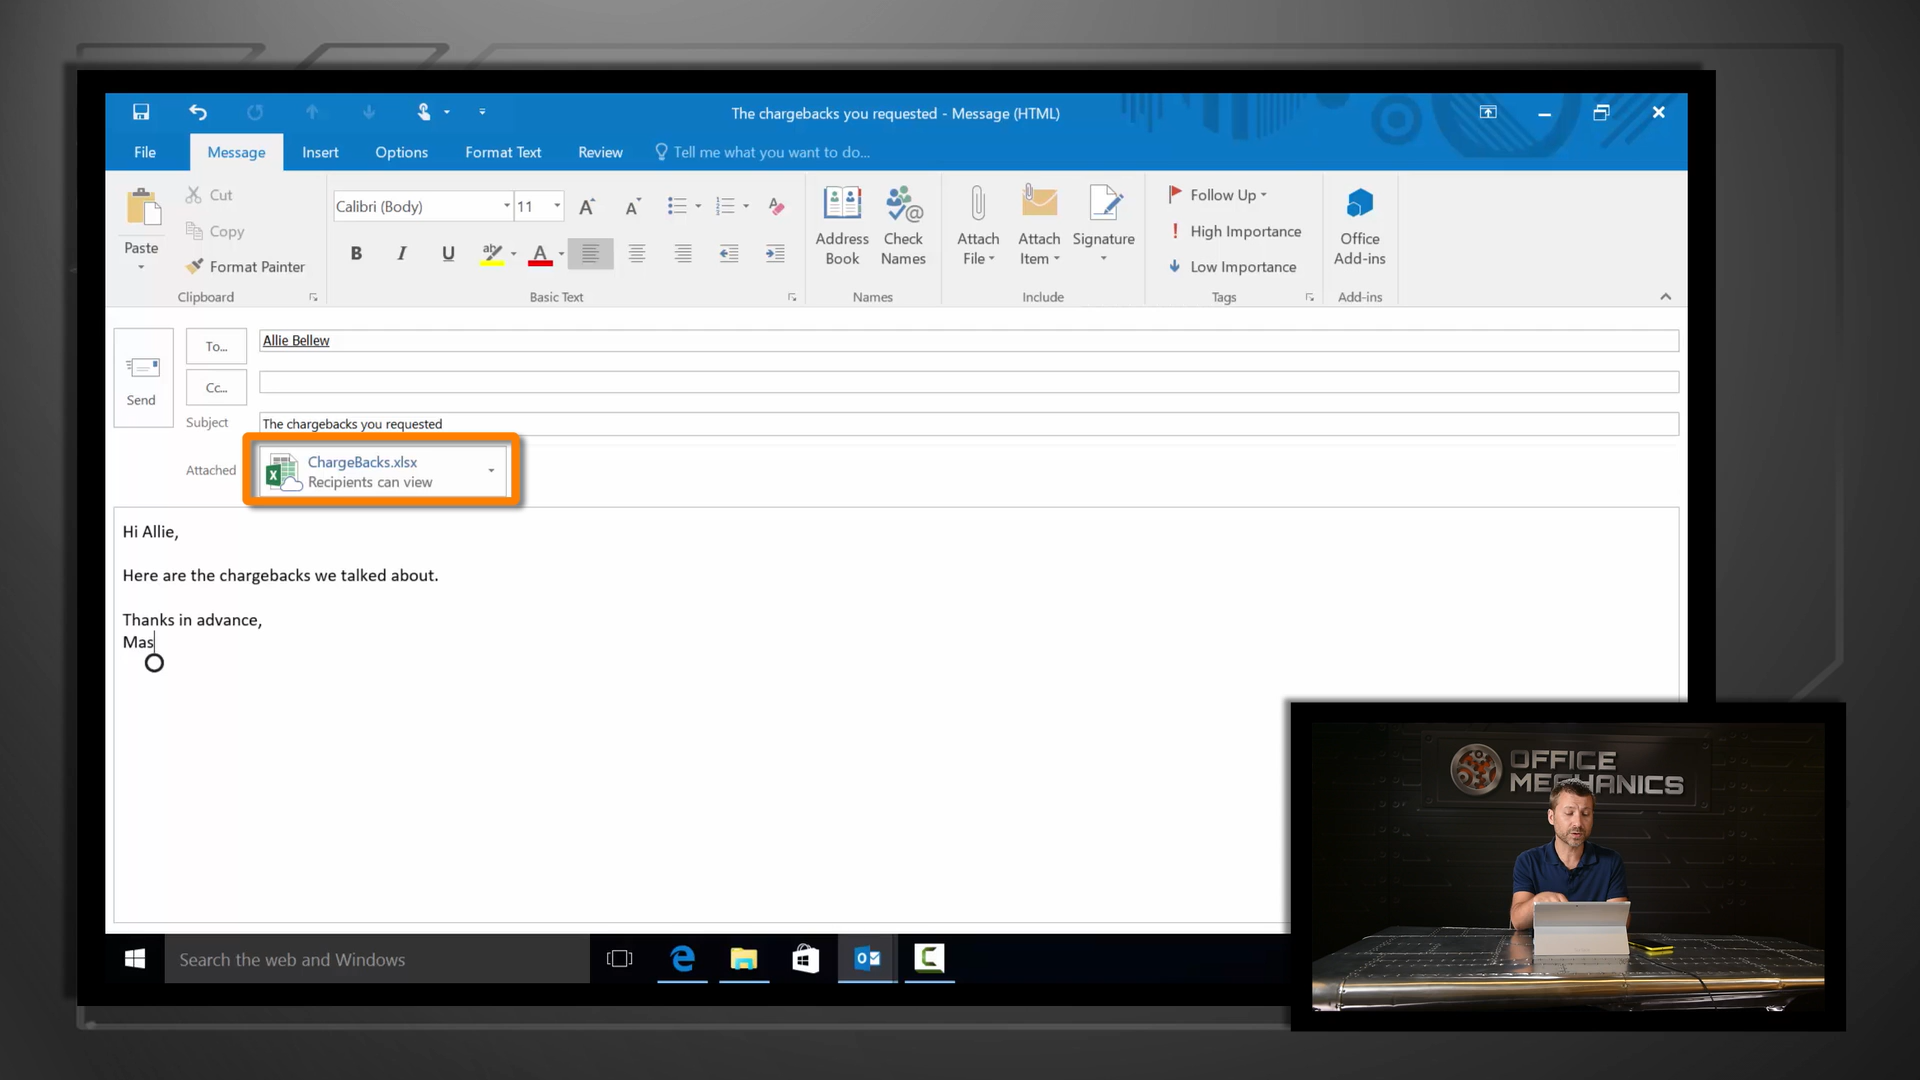 The chargebacks you requested - Message (HTML)
File Message Insert Options Format Text Review Tell me what you want to do...
Paste
Cut
Copy
Format Painter
Clipboard
Calibri (Body) 11
B I U aby A
Basic Text
Address Book
Check Names
Names
Attach File
Attach Item
Signature
Include
Follow Up
High Importance
Low Importance
Tags
Office Add-ins
Add-ins
Send
To...
Allie Bellew
Cc...
Subject
The chargebacks you requested
Attached
ChargeBacks.xlsx
Recipients can view
Hi Allie,
Here are the chargebacks we talked about.
Thanks in advance,
Mas
OFFICE
MECHANICS
Search the web and Windows